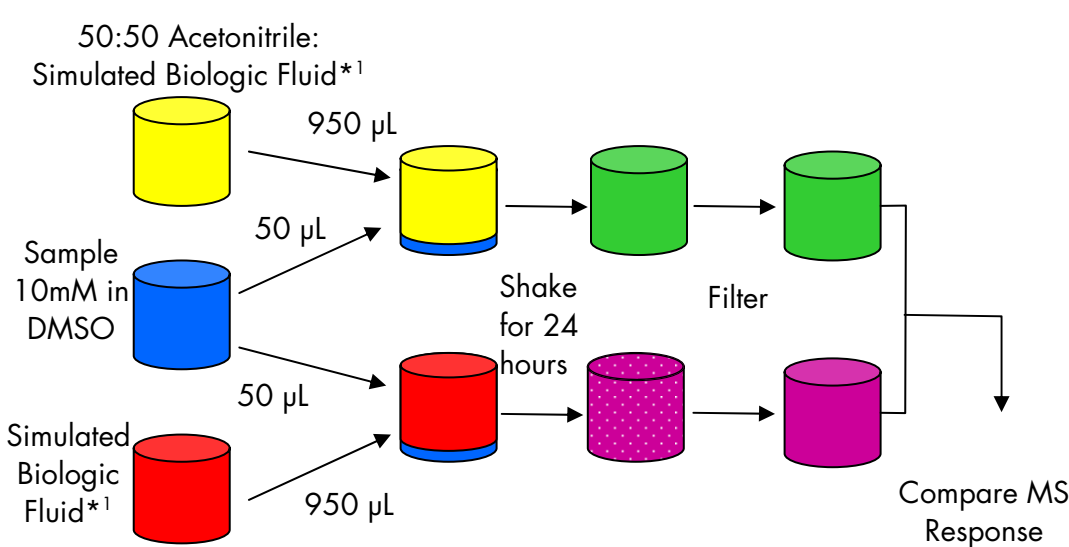 50:50 Acetonitrile:
Simulated Biologic Fluid*¹
950 µL
50 µL
Sample
10mM in
DMSO
Shake
for 24
hours
Filter
50 µL
Simulated
Biologic
Fluid*¹
950 µL
Compare MS
Response